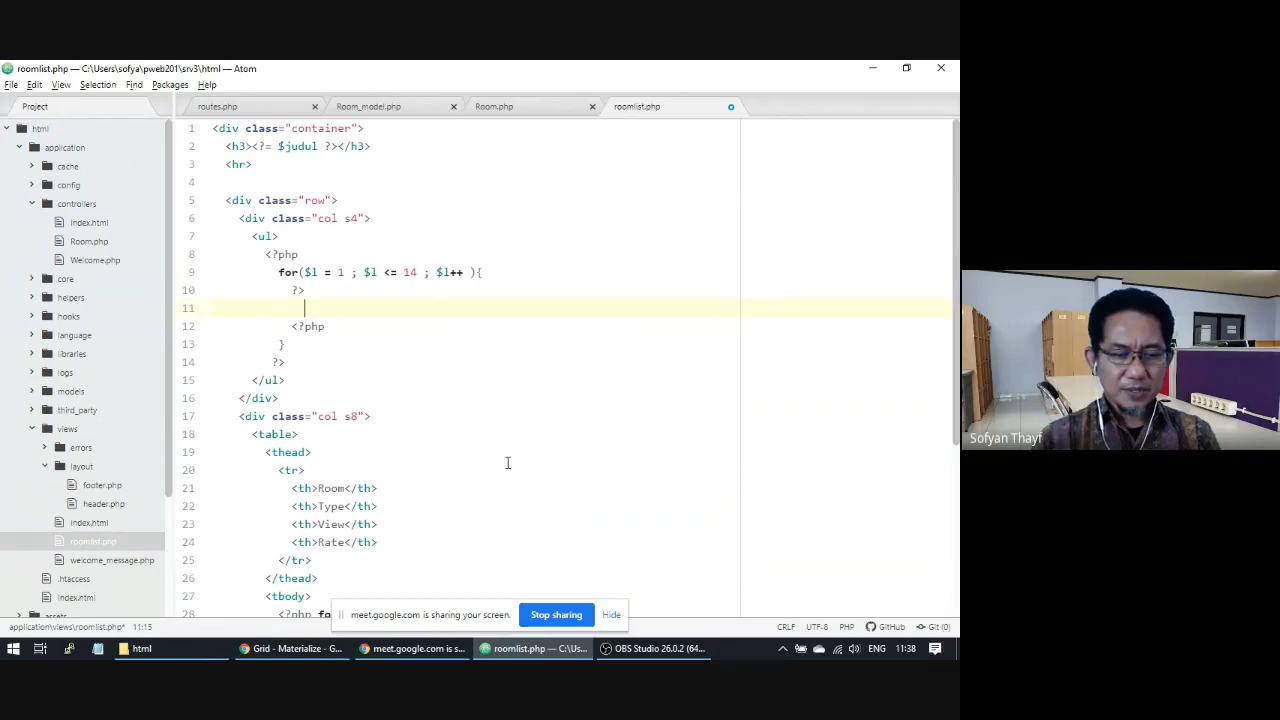 roomlist.php — C:\Users\sofya\pweb201\srv3\html — Atom
File Edit View Selection Find Packages Help
Project
routes.php
Room_model.php
Room.php
roomlist.php
html
application
cache
config
controllers
index.html
Room.php
Welcome.php
core
helpers
hooks
language
libraries
logs
models
third_party
views
errors
layout
footer.php
header.php
index.html
roomlist.php
welcome_message.php
.htaccess
index.html
assets
1 <div class="container">
2 <h3><?= $judul ?></h3>
3 <hr>
4
5 <div class="row">
6 <div class="col s4">
7 <ul>
8 <?php
9 for($l = 1 ; $l <= 14 ; $l++ ){
10 ?>
11
12 <?php
13 }
14 ?>
15 </ul>
16 </div>
17 <div class="col s8">
18 <table>
19 <thead>
20 <tr>
21 <th>Room</th>
22 <th>Type</th>
23 <th>View</th>
24 <th>Rate</th>
25 </tr>
26 </thead>
27 <tbody>
28 <?php
meet.google.com is sharing your screen. Stop sharing Hide
application\views\roomlist.php* 11:15 CRLF UTF-8 PHP GitHub Git (0)
html Grid - Materialize - G... meet.google.com is s... roomlist.php — C:\Us... OBS Studio 26.0.2 (64... ENG 11:38
Sofyan Thayf